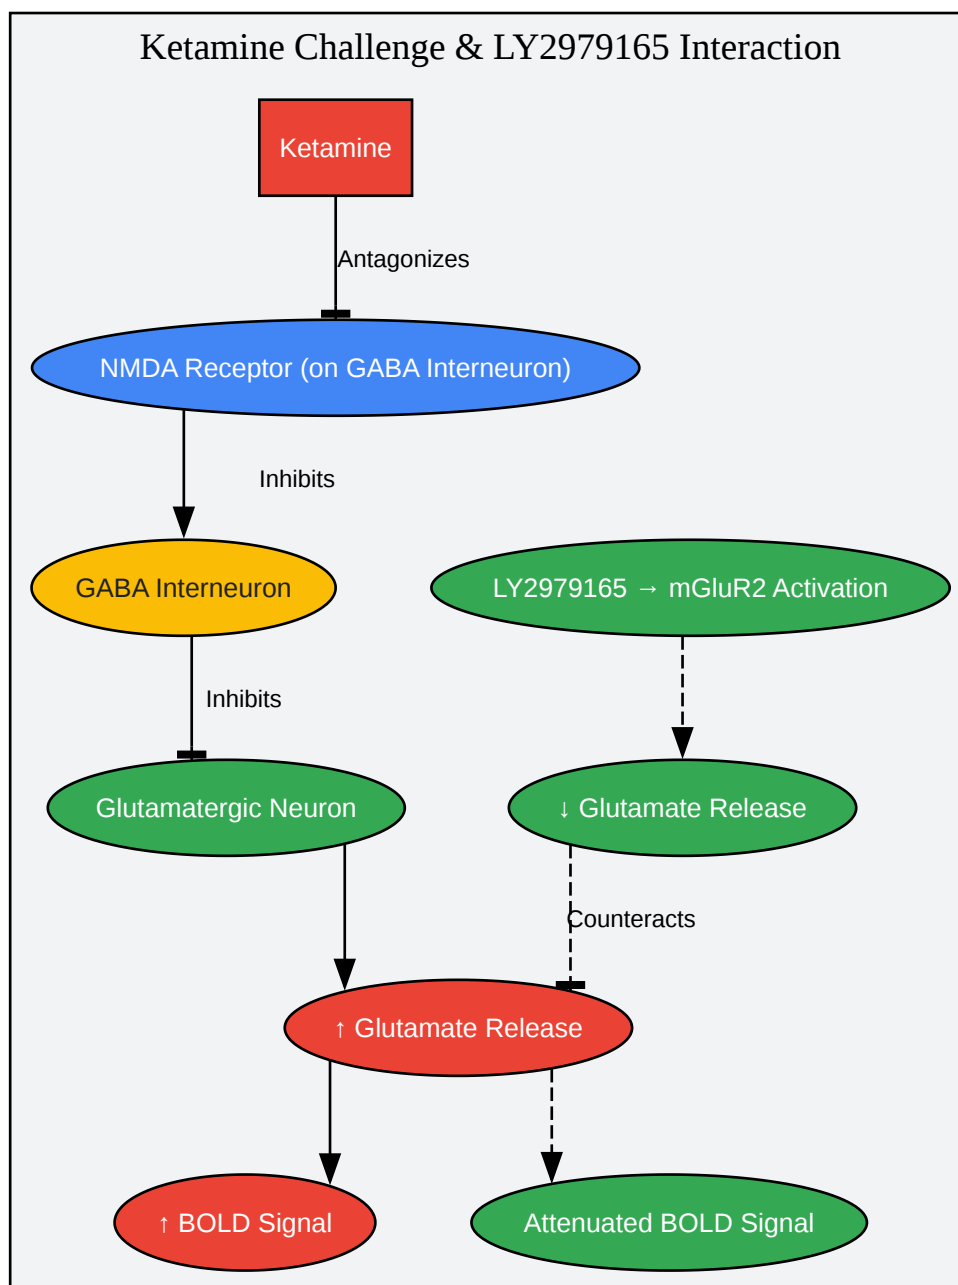 Ketamine Challenge & LY2979165 Interaction
Ketamine
Antagonizes
NMDA Receptor (on GABA Interneuron)
Inhibits
GABA Interneuron
LY2979165 → mGluR2 Activation
Inhibits
Glutamatergic Neuron
↓ Glutamate Release
Counteracts
↑ Glutamate Release
↑ BOLD Signal
Attenuated BOLD Signal